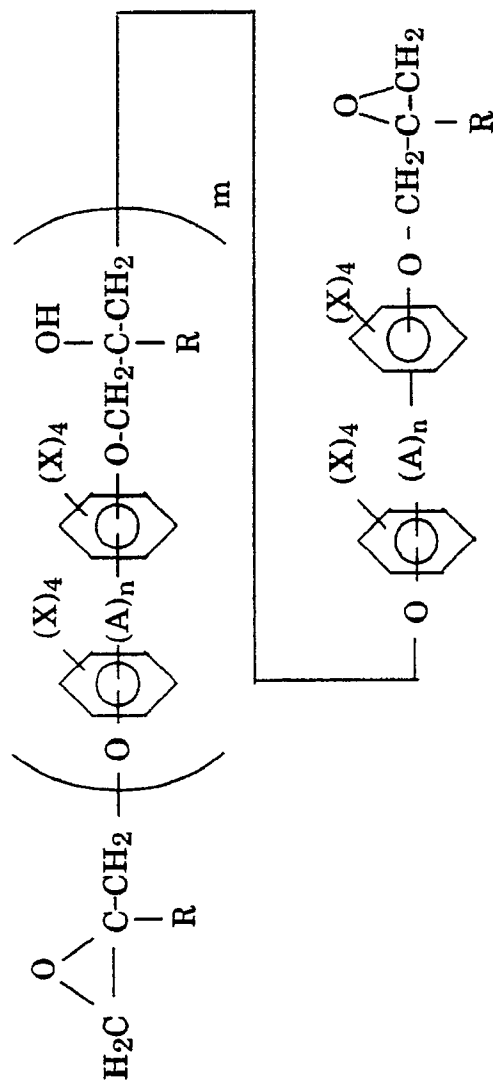 H₂C-C-CH₂-(-O-(A)ₙ-O-CH₂-C-CH₂-)m
O
R
(X)₄
(X)₄
OH
R
-O-(A)ₙ-O-CH₂-C-CH₂
(X)₄
(X)₄
O
R